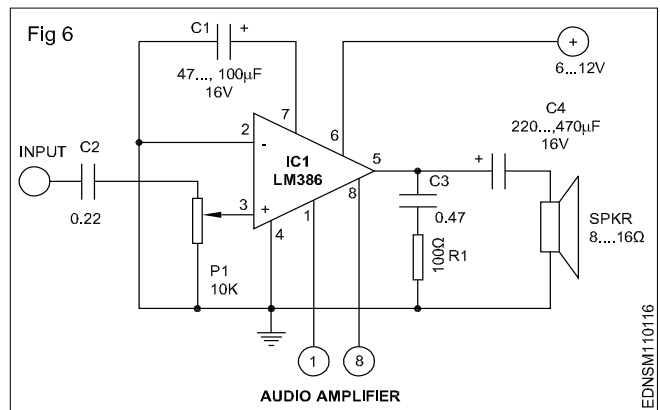 Fig 6
C1
+
47..., 100µF
16V
+
6...12V
7
6
2
-
IC1
LM386
5
8
3
+
1
4
INPUT
C2
0.22
P1
10K
C3
0.47
100Ω
R1
C4
220...,470µF
16V
+
SPKR
8....16Ω
1
8
AUDIO AMPLIFIER
EDNSM110116